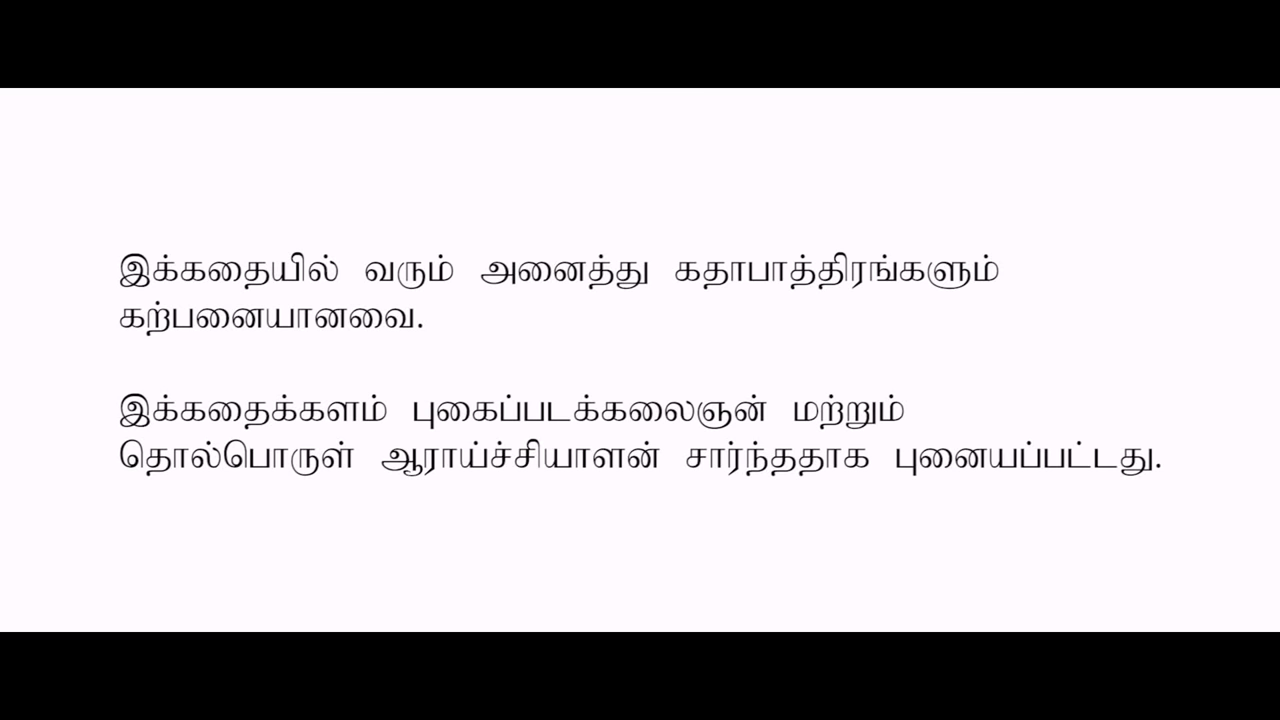 இக்கதையில் வரும் அனைத்து கதாபாத்திரங்களும்
கற்பனையானவை.
இக்கதைக்களம் புகைப்படக்கலைஞன் மற்றும்
தொல்பொருள் ஆராய்ச்சியாளன் சார்ந்ததாக புனையப்பட்டது.